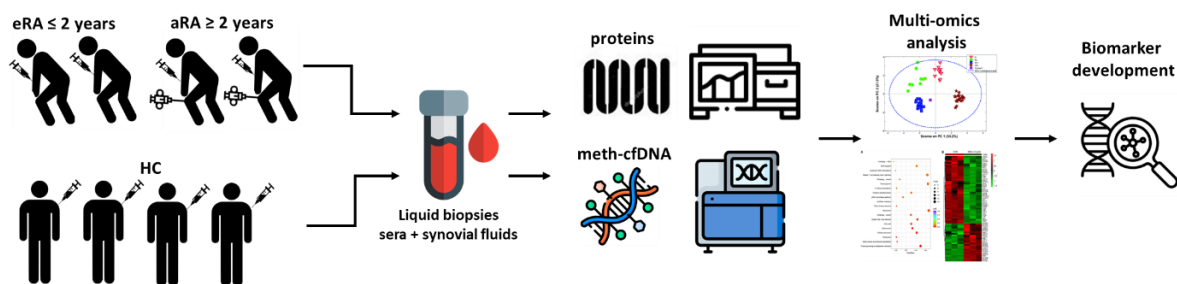 eRA ≤ 2 years
aRA ≥ 2 years
HC
Liquid biopsies
sera + synovial fluids
proteins
meth-cfDNA
Multi-omics
analysis
Biomarker
development